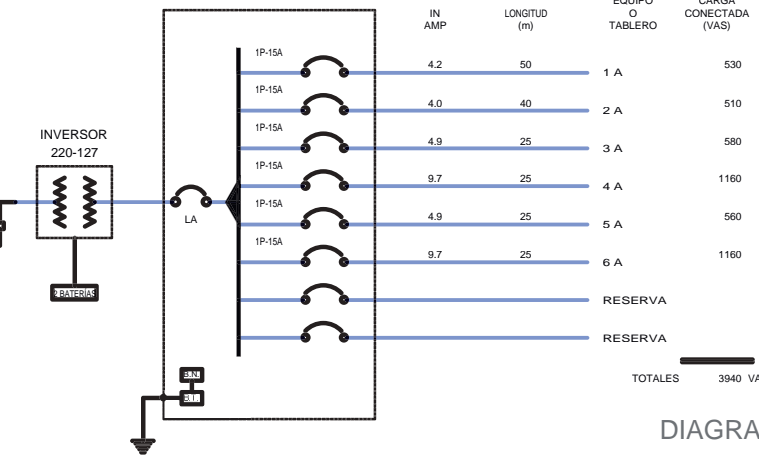 IN
AMP
LONGITUD
(m)
EQUIPO
O
TABLERO
CARGA
CONECTADA
(VAS)
1P-15A 4.2 50 1 A 530
1P-15A 4.0 40 2 A 510
1P-15A 4.9 25 3 A 580
1P-15A 9.7 25 4 A 1160
1P-15A 4.9 25 5 A 560
1P-15A 9.7 25 6 A 1160
RESERVA
RESERVA
INVERSOR
220-127
LA
2 BATERÍAS
B.N.
B.T.
TOTALES 3940 VA
DIAGRA